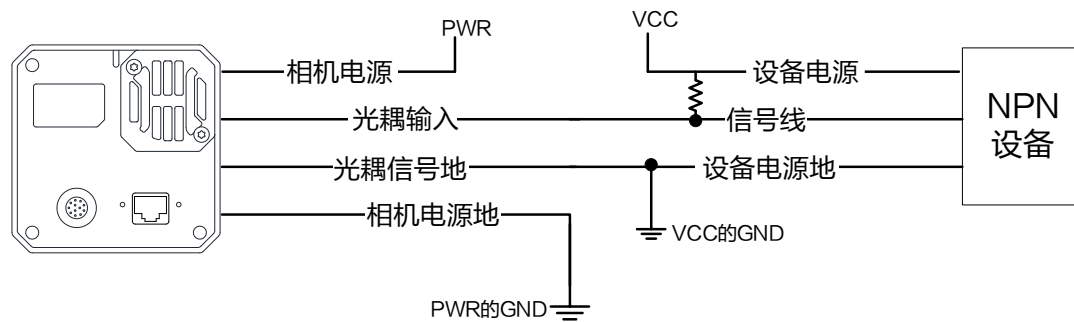 PWR
VCC
相机电源
设备电源
光耦输入
信号线
NPN
设备
光耦信号地
设备电源地
相机电源地
VCC的GND
PWR的GND